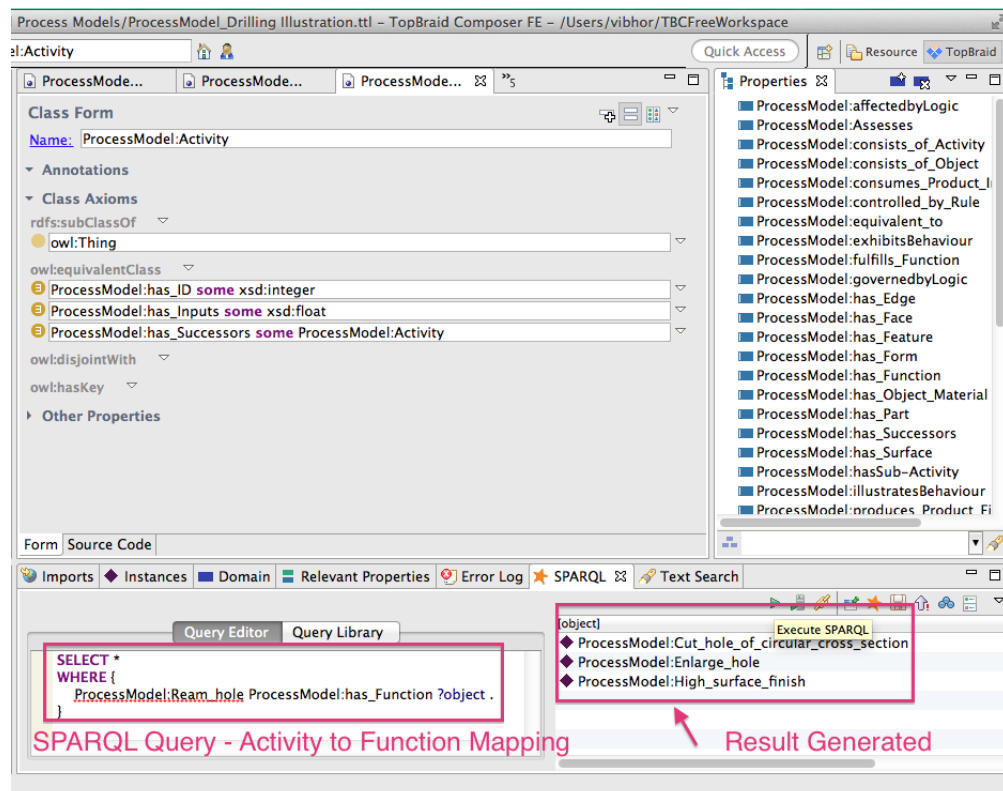 Process Models/ProcessModel_Drilling Illustration.ttl - TopBraid Composer FE - /Users/vibhor/TBCFreeWorkspace
el:Activity
Quick Access
Resource
TopBraid
ProcessMode...
ProcessMode...
ProcessMode...
"5
Properties
Class Form
Name: ProcessModel:Activity
Annotations
Class Axioms
rdfs:subClassOf
owl:Thing
owl:equivalentClass
ProcessModel:has_ID some xsd:integer
ProcessModel:has_Inputs some xsd:float
ProcessModel:has_Successors some ProcessModel:Activity
owl:disjointWith
owl:hasKey
Other Properties
Form Source Code
ProcessModel:affectedbyLogic
ProcessModel:Assesses
ProcessModel:consists_of_Activity
ProcessModel:consists_of_Object
ProcessModel:consumes_Product_I
ProcessModel:controlled_by_Rule
ProcessModel:equivalent_to
ProcessModel:exhibitsBehaviour
ProcessModel:fulfills_Function
ProcessModel:governedbyLogic
ProcessModel:has_Edge
ProcessModel:has_Face
ProcessModel:has_Feature
ProcessModel:has_Form
ProcessModel:has_Function
ProcessModel:has_Object_Material
ProcessModel:has_Part
ProcessModel:has_Successors
ProcessModel:has_Surface
ProcessModel:hasSub-Activity
ProcessModel:illustratesBehaviour
ProcessModel:produces_Product_Fi
Imports Instances Domain Relevant Properties Error Log SPARQL Text Search
Query Editor Query Library
SELECT *
WHERE {
ProcessModel:Ream_hole ProcessModel:has_Function ?object .
}
SPARQL Query - Activity to Function Mapping
[object]
Execute SPARQL
ProcessModel:Cut_hole_of_circular_cross_section
ProcessModel:Enlarge_hole
ProcessModel:High_surface_finish
Result Generated